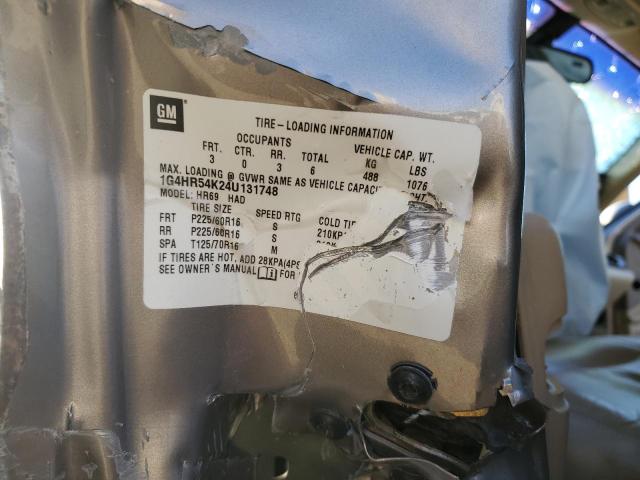 GM
TIRE-LOADING INFORMATION
OCCUPANTS VEHICLE CAP. WT.
FRT. CTR. RR. TOTAL KG LBS
3 0 3 6 488 1076
MAX. LOADING @ GVWR SAME AS VEHICLE CAPACI
1G4HR54K24U131748
MODEL: HR69 HAD
TIRE SIZE SPEED RTG COLD TI
FRT P225/60R16 S
RR P225/60R16 S 210KP
SPA T125/70R16 M
IF TIRES ARE HOT, ADD 28KPA(4PS
SEE OWNER'S MANUAL FOR